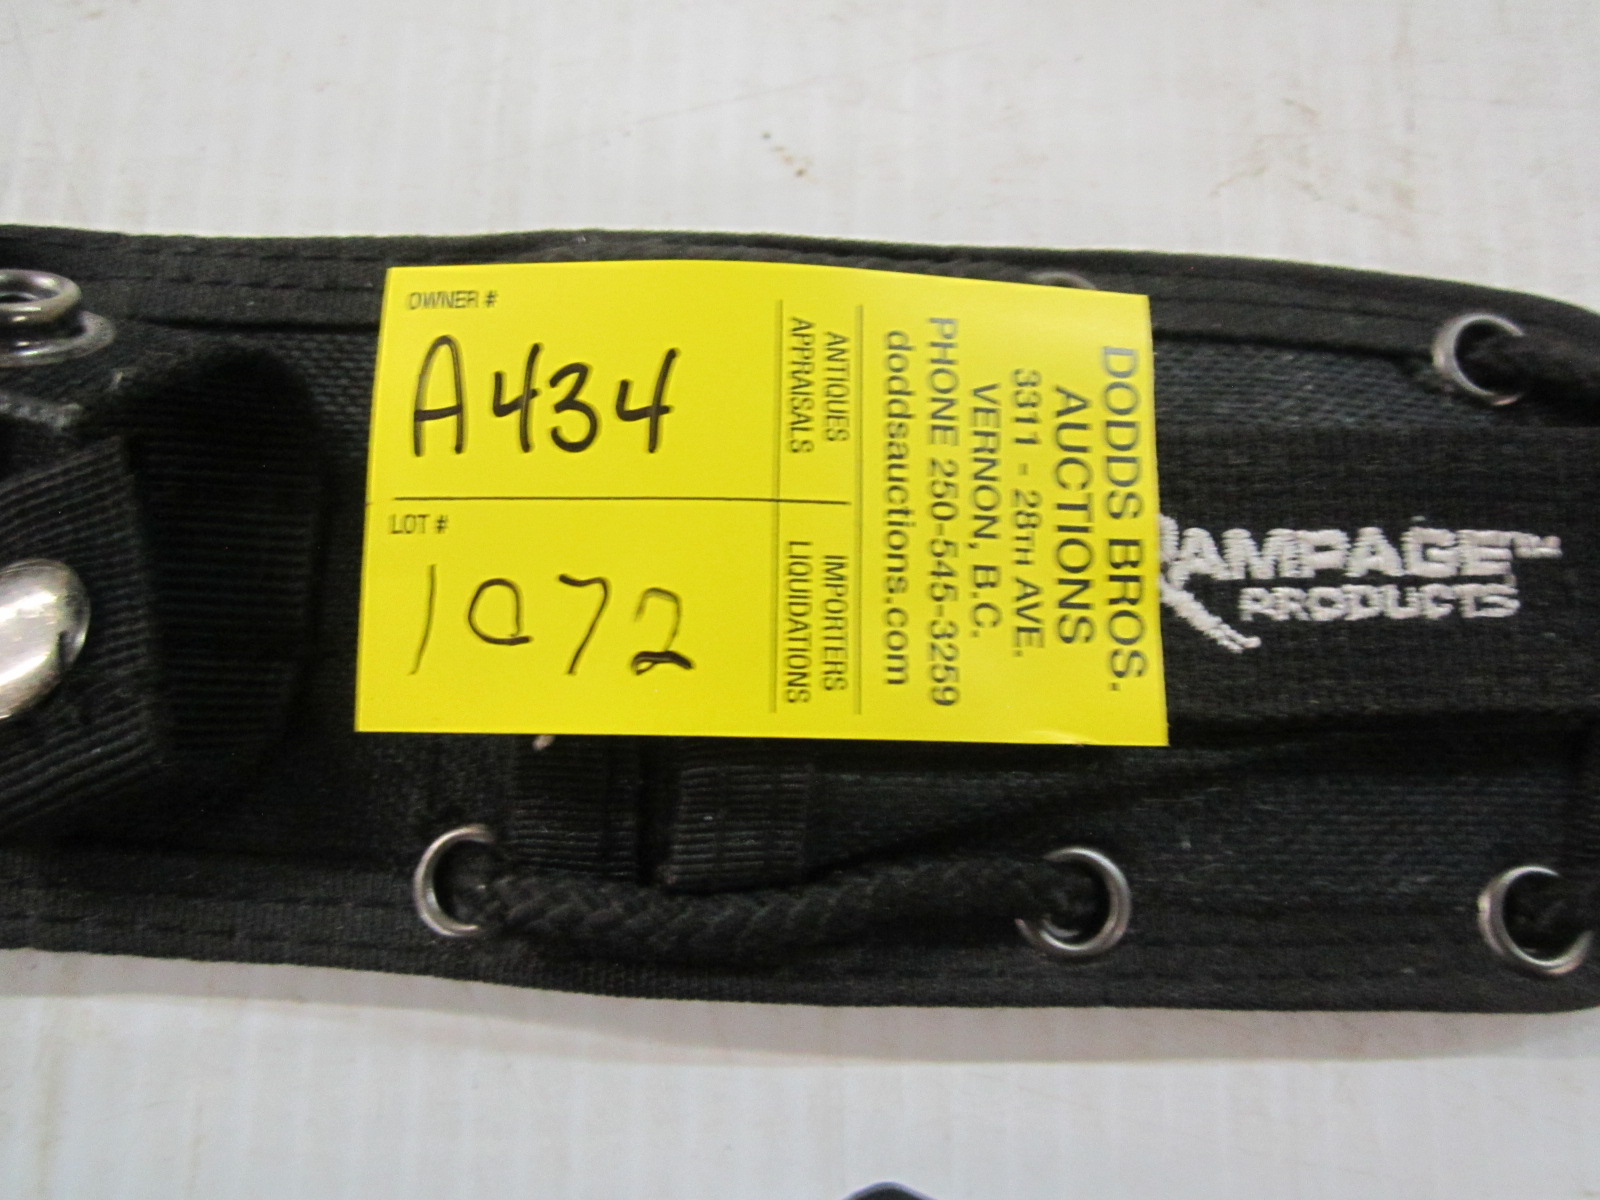 OWNER #
A434
LOT #
1072
ANTIQUES
APPRAISALS
IMPORTERS
LIQUIDATIONS
DODDS BROS.
AUCTIONS
3311 - 28TH AVE.
VERNON, B.C.
PHONE 250-545-3259
doddsauctions.com
RAMPAGE™
PRODUCTS